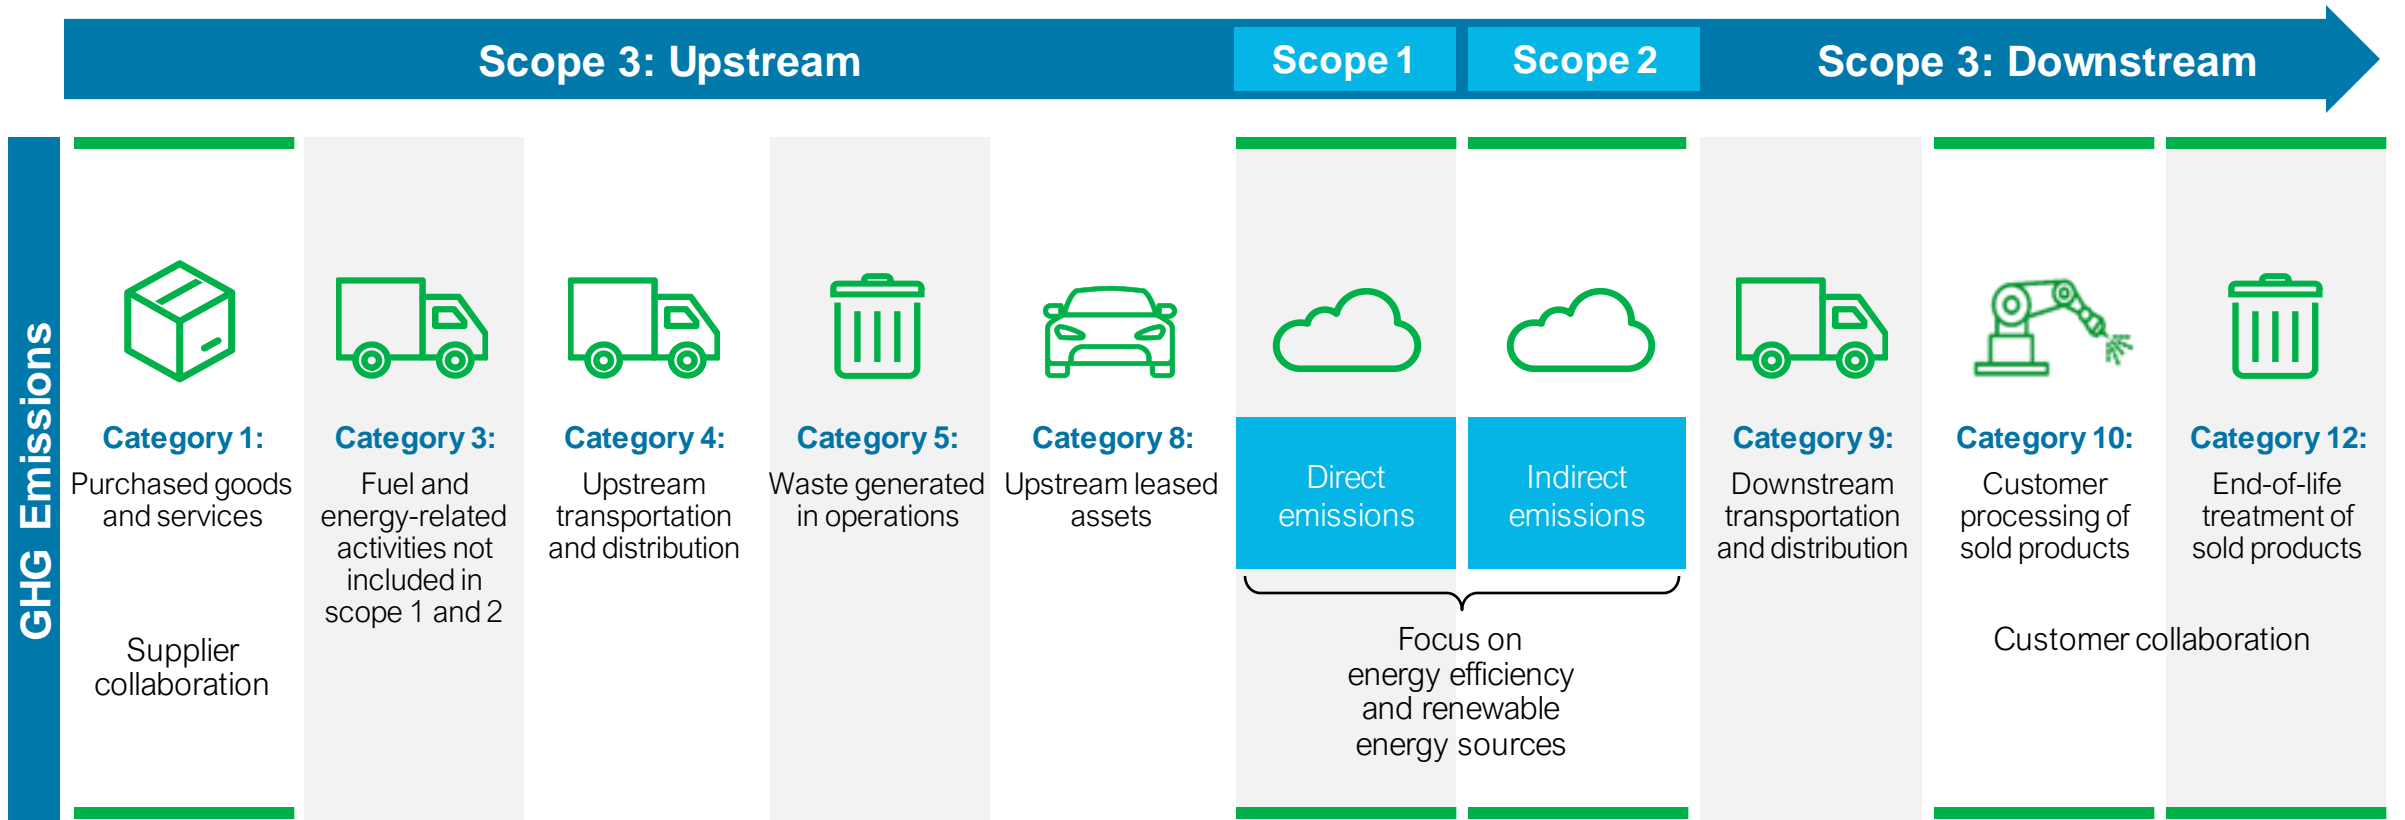 Scope 3: Upstream
Scope 1
Scope 2
Scope 3: Downstream
GHG Emissions
Category 1:
Purchased goods
and services
Supplier
collaboration
Category 3:
Fuel and
energy-related
activities not
included in
scope 1 and 2
Category 4:
Upstream
transportation
and distribution
Category 5:
Waste generated
in operations
Category 8:
Upstream leased
assets
Direct
emissions
Indirect
emissions
Focus on
energy efficiency
and renewable
energy sources
Category 9:
Downstream
transportation
and distribution
Category 10:
Customer
processing of
sold products
Category 12:
End-of-life
treatment of
sold products
Customer collaboration